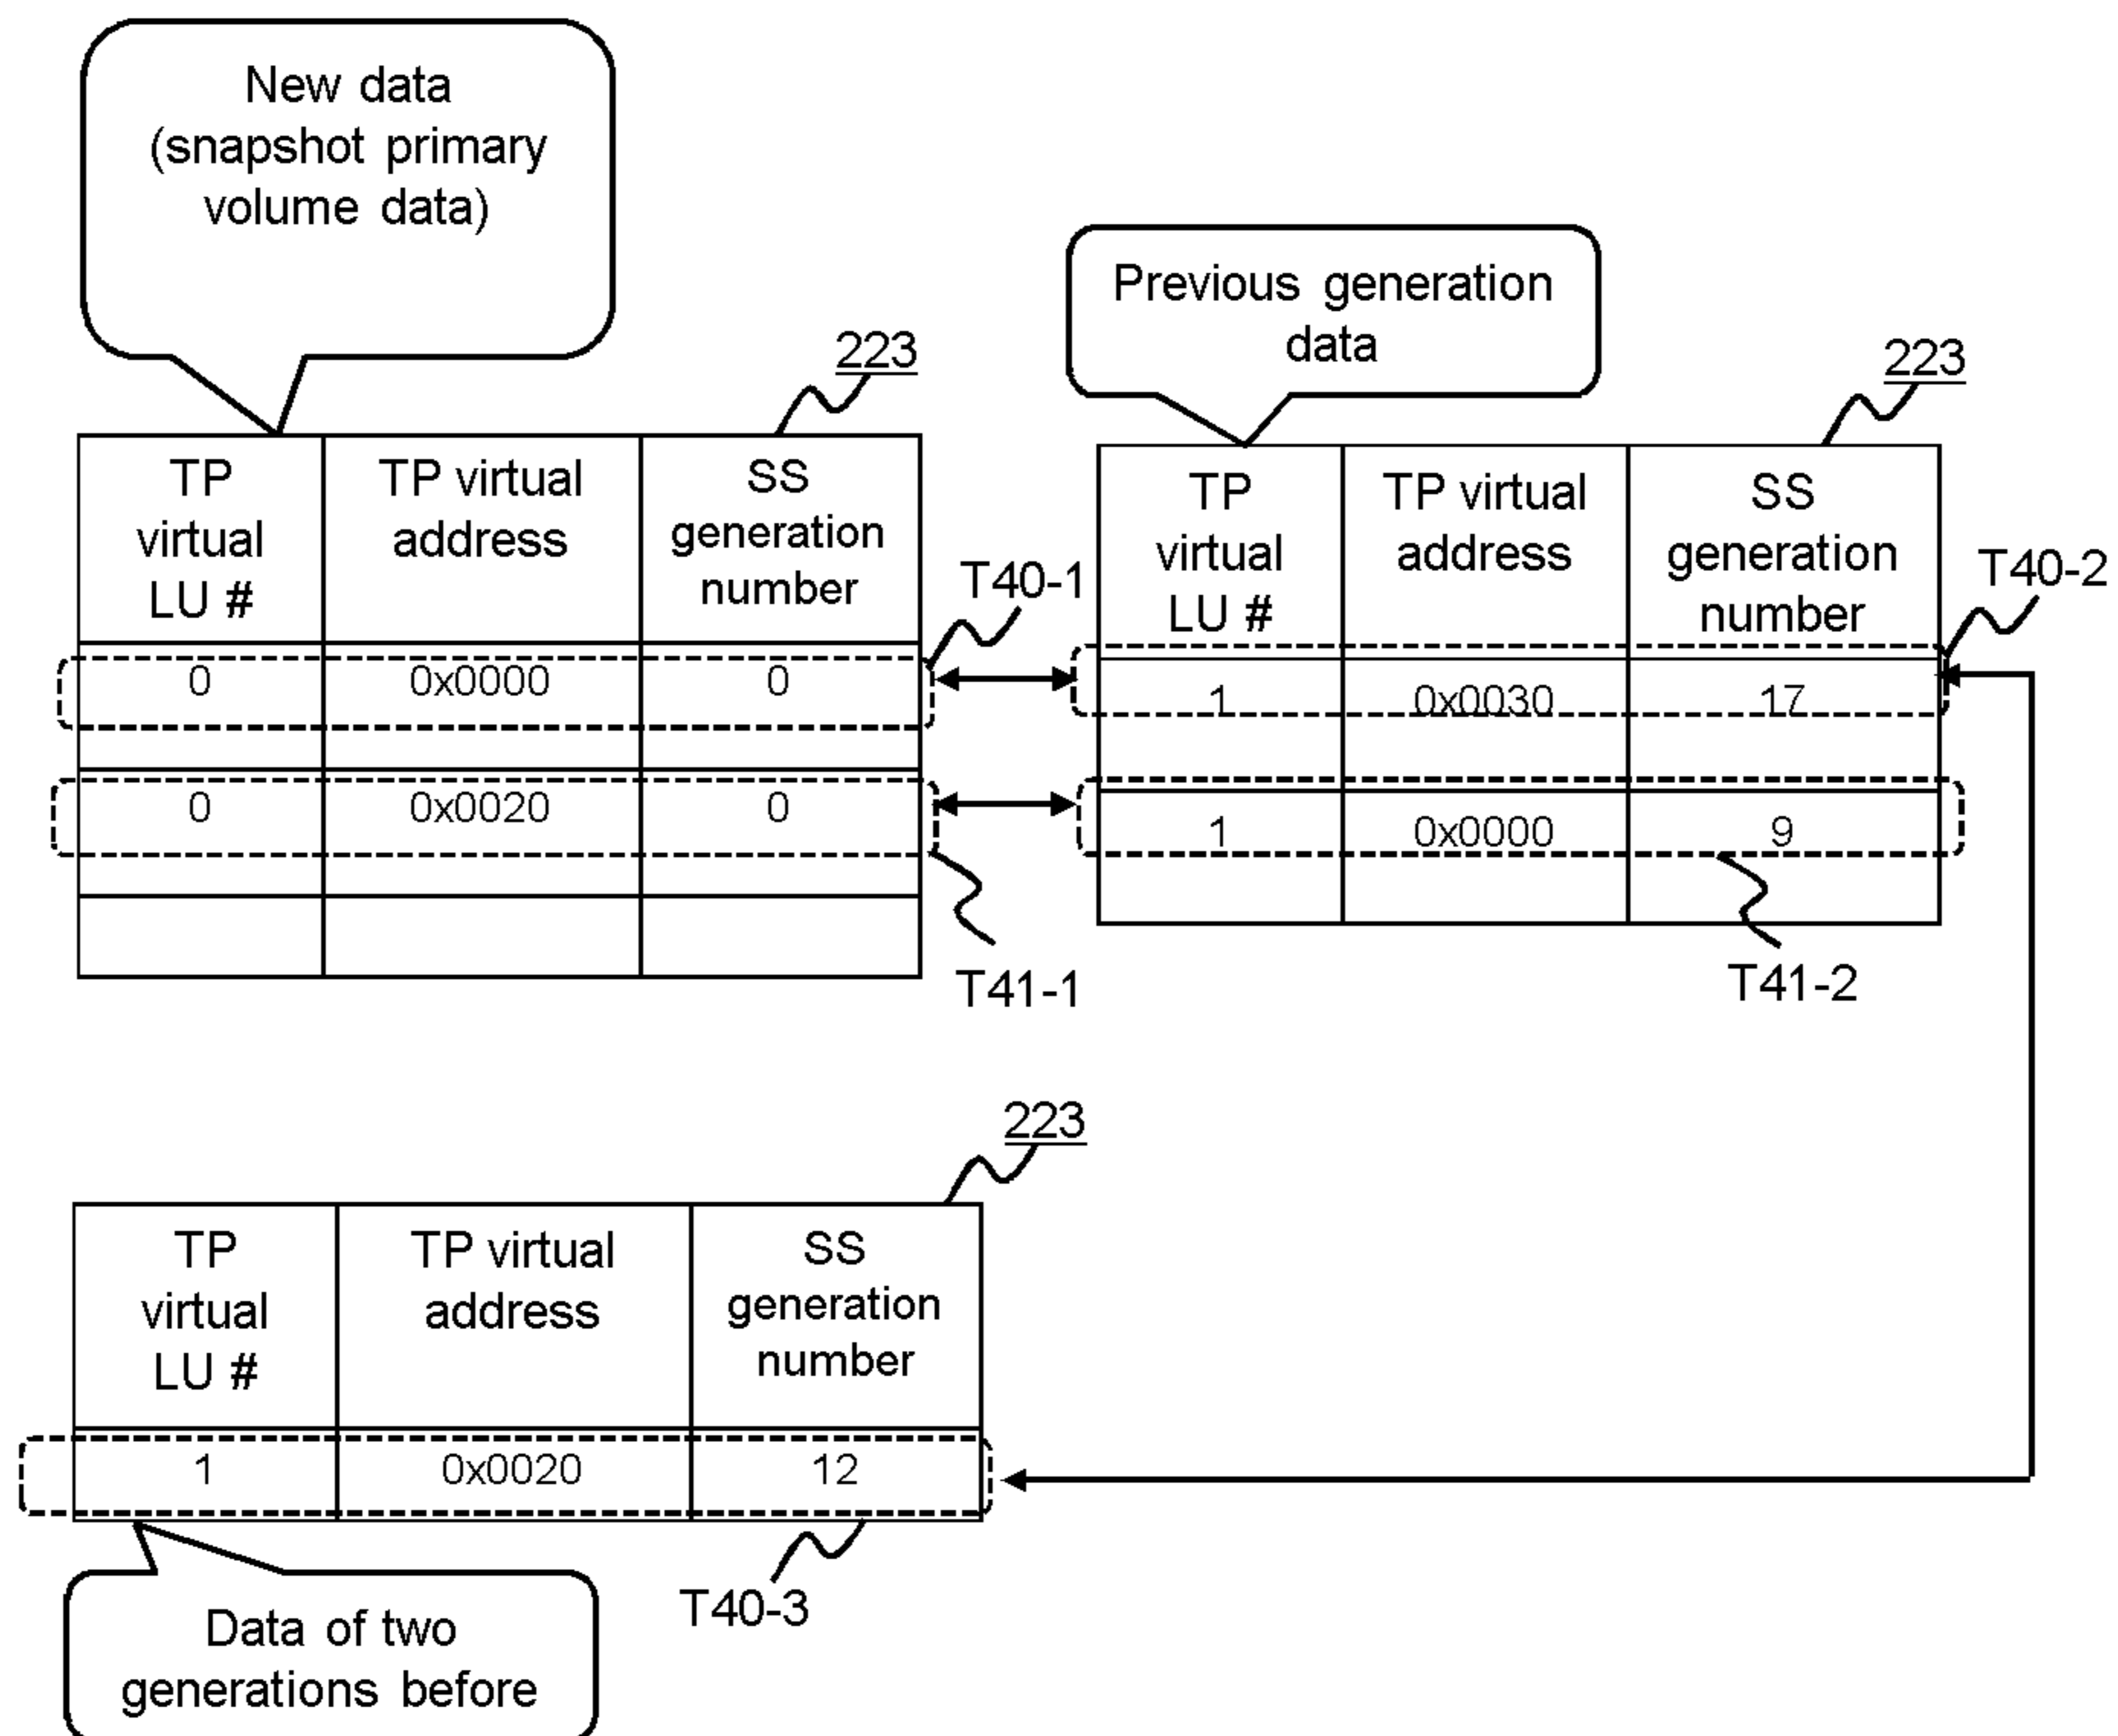 New data
(snapshot primary
volume data)
Previous generation
data
223
223
TP
virtual
LU #
TP virtual
address
SS
generation
number
T40-1
0 0x0000 0
0 0x0020 0
T41-1
TP
virtual
LU #
TP virtual
address
SS
generation
number
T40-2
1 0x0030 17
1 0x0000 9
T41-2
223
TP
virtual
LU #
TP virtual
address
SS
generation
number
1 0x0020 12
T40-3
Data of two
generations before